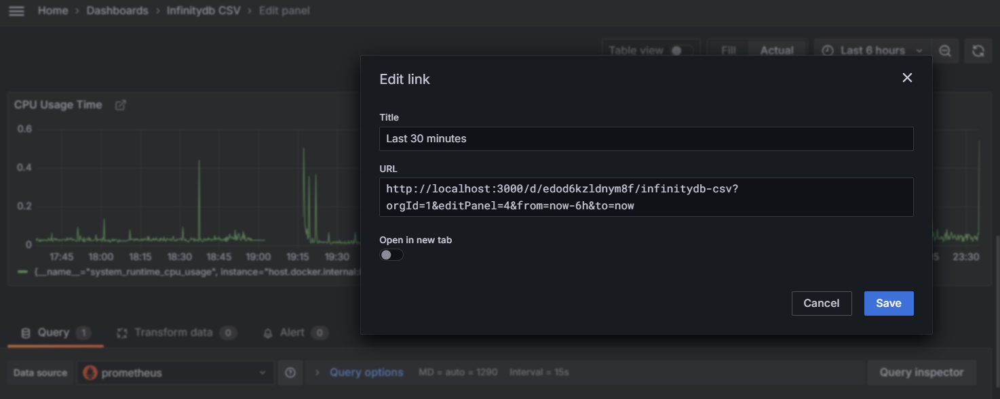 Home > Dashboards > Infinitydb CSV > Edit panel
Table view Fill Actual Last 6 hours
Edit link
CPU Usage Time
0.6
0.4
0.2
0
17:45 18:00 18:15 18:30 18:45 19:00 19:15 19:30 23:30
{__name__="system_runtime_cpu_usage", instance="host.docker.internal:
Title
Last 30 minutes
URL
http://localhost:3000/d/edod6kzldnym8f/infinitydb-csv?
orgId=1&editPanel=4&from=now-6h&to=now
Open in new tab
Cancel Save
Query 1 Transform data 0 Alert 0
Data source prometheus > Query options MD = auto = 1290 Interval = 15s Query inspector